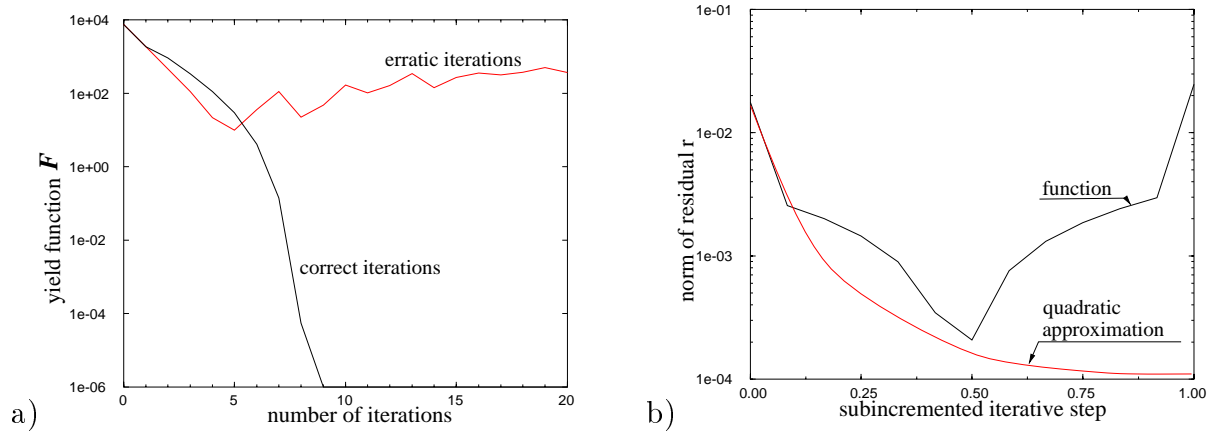 1e+04
1e+02
1e+00
1e-02
1e-04
1e-06
yield function F
erratic iterations
correct iterations
0 5 10 15 20
number of iterations
a)
1e-01
1e-02
1e-03
1e-04
norm of residual r
function
quadratic
approximation
0.00 0.25 0.50 0.75 1.00
subincremented iterative step
b)